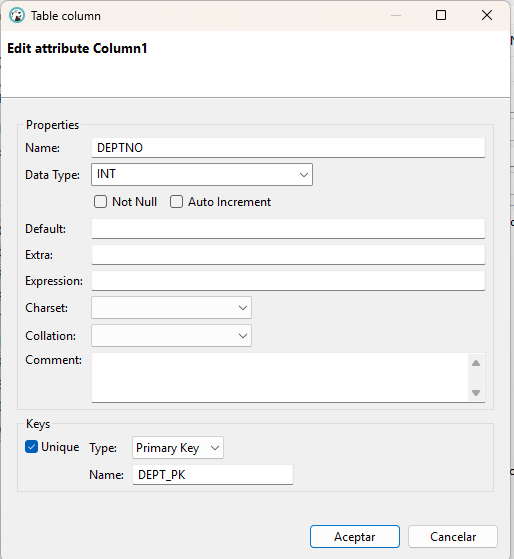 Table column
Edit attribute Column1
Properties
Name: DEPTNO
Data Type: INT
Not Null Auto Increment
Default:
Extra:
Expression:
Charset:
Collation:
Comment:
Keys
Unique Type: Primary Key
Name: DEPT_PK
Aceptar Cancelar